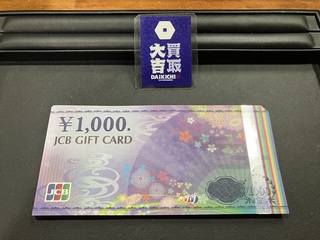 買取
大吉
DAIKICHI
¥1,000.
JCB GIFT CARD
JCB